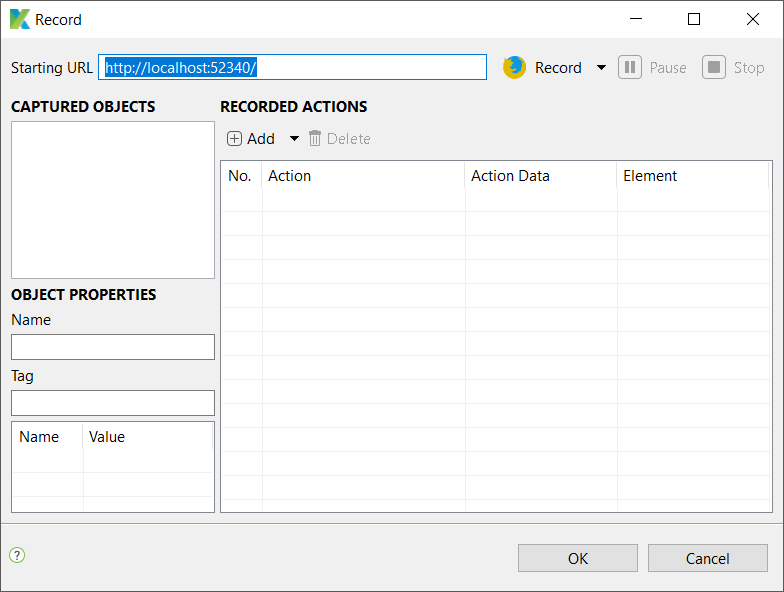 Record
Starting URL http://localhost:52340/ Record Pause Stop
CAPTURED OBJECTS
RECORDED ACTIONS
Add Delete
No. Action Action Data Element
OBJECT PROPERTIES
Name
Tag
Name Value
? OK Cancel